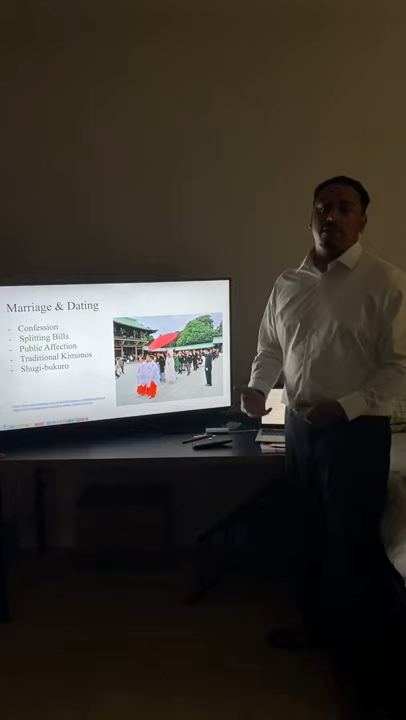 Marriage & Dating
- Confession
- Splitting Bills
- Public Affection
- Traditional Kimonos
- Shugi-bukuro